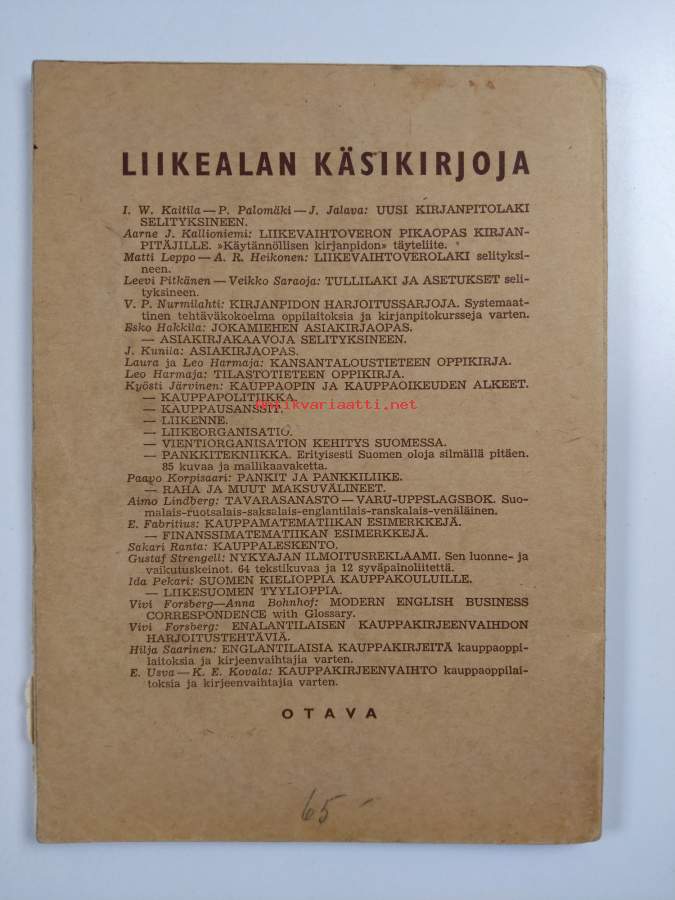 LIIKEALAN KÄSIKIRJOJA
I. W. Kaitila — P. Palomäki — J. Jalava: UUSI KIRJANPITOLAKI
SELITYKSINEEN.
Aarne J. Kallioniemi: LIIKEVAIHTOVERON PIKAOPAS KIRJAN-
PITÄJILLE. »Käytännöllisen kirjanpidon» täyteliite.
Matti Leppo — A. R. Heikonen: LIIKEVAIHTOVEROLAKI selityksi-
neen.
Leevi Pitkänen — Veikko Saraoja: TULLILAKI JA ASETUKSET seli-
tyksineen.
V. P. Nurmilahti: KIRJANPIDON HARJOITUSSARJOJA. Systemaat-
tinen tehtäväkokoelma oppilaitoksia ja kirjanpitokursseja varten.
Esko Hakkila: JOKAMIEHEN ASIAKIRJAOPAS.
— ASIAKIRJAKAAVOJA SELITYKSINEEN.
J. Kunila: ASIAKIRJAOPAS.
Laura ja Leo Harmaja: KANSANTALOUSTIETEEN OPPIKIRJA.
Leo Harmaja: TILASTOTIETEEN OPPIKIRJA.
Kyösti Järvinen: KAUPPAOPIN JA KAUPPAOIKEUDEN ALKEET.
— KAUPPAPOLITIIKKA.
— KAUPPAUSANSSIT.
Antikvariaatti.net
— LIIKENNE.
— LIIKEORGANISATIO.
— VIENTIORGANISATION KEHITYS SUOMESSA.
— PANKKITEKNIIKKA. Erityisesti Suomen oloja silmällä pitäen.
85 kuvaa ja mallikaavaketta.
Paavo Korpisaari: PANKIT JA PANKKILIIKE.
— RAHA JA MUUT MAKSUVÄLINEET.
Aimo Lindberg: TAVARASANASTO — VARU-UPPSLAGSBOK. Suo-
malais-ruotsalais-saksalais-englantilais-ranskalais-venäläinen.
E. Fabritius: KAUPPAMATEMATIIKAN ESIMERKKEJÄ.
— FINANSSIMATEMATIIKAN ESIMERKKEJÄ.
Sakari Ranta: KAUPPALESKENTO.
Gustaf Strengell: NYKYAJAN ILMOITUSREKLAAMI. Sen luonne- ja
vaikutuskeinot. 64 tekstikuvaa ja 12 syväpainoliitettä.
Ida Pekari: SUOMEN KIELIOPPIA KAUPPAKOULUILLE.
— LIIKESUOMEN TYYLIOPPIA.
Vivi Forsberg—Anna Bohnhof: MODERN ENGLISH BUSINESS
CORRESPONDENCE with Glossary.
Vivi Forsberg: ENALANTILAISEN KAUPPAKIRJEENVAIHDON
HARJOITUSTEHTÄVIÄ.
Hilja Saarinen: ENGLANTILAISIA KAUPPAKIRJEITÄ kauppaoppi-
laitoksia ja kirjeenvaihtajia varten.
E. Usva — K. E. Kovala: KAUPPAKIRJEENVAIHTO kauppaoppilai-
toksia ja kirjeenvaihtajia varten.
OTAVA
65 –